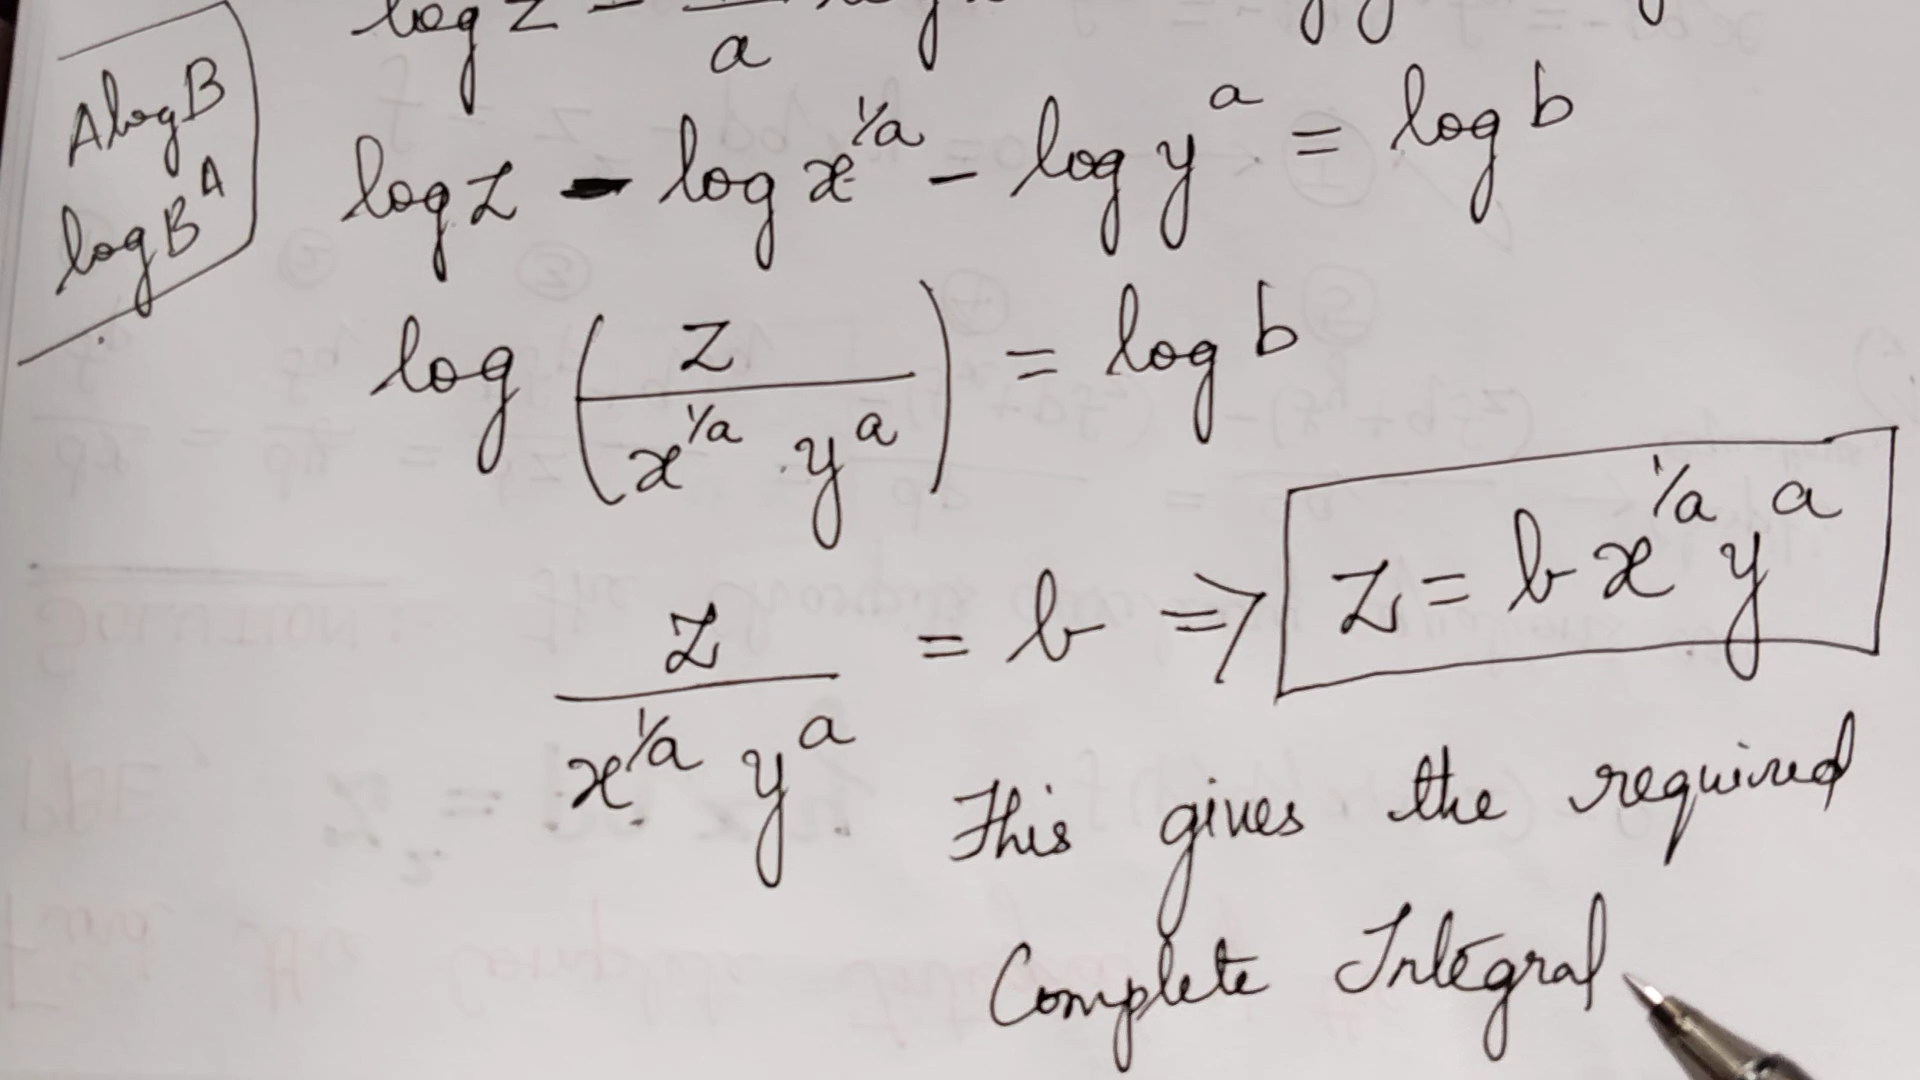 log z - 1/a log
A log B
log B^A
log z - log x^{1/a} - log y^a = log b
log ( z / (x^{1/a} y^a) ) = log b
z / (x^{1/a} y^a) = b ⇒ z = b x^{1/a} y^a
This gives the required
Complete Integral